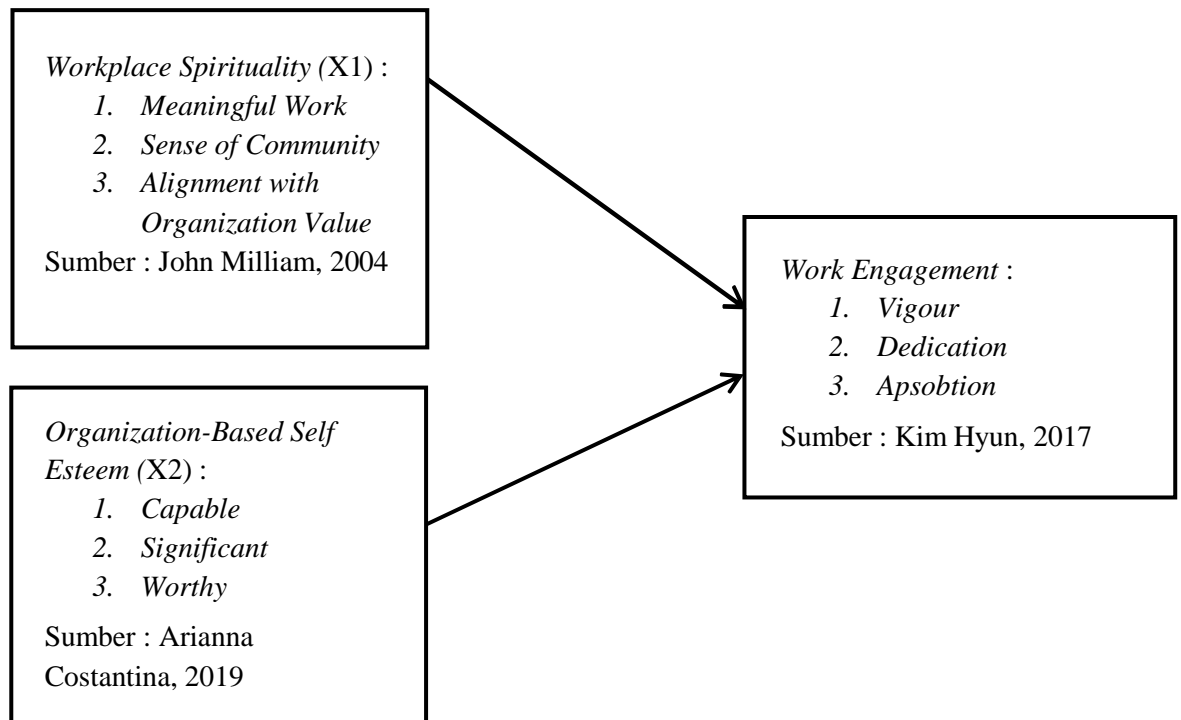 Workplace Spirituality (X1) :
1. Meaningful Work
2. Sense of Community
3. Alignment with
Organization Value
Sumber : John Milliam, 2004
Organization-Based Self
Esteem (X2) :
1. Capable
2. Significant
3. Worthy
Sumber : Arianna
Costantina, 2019
Work Engagement :
1. Vigour
2. Dedication
3. Apsobtion
Sumber : Kim Hyun, 2017